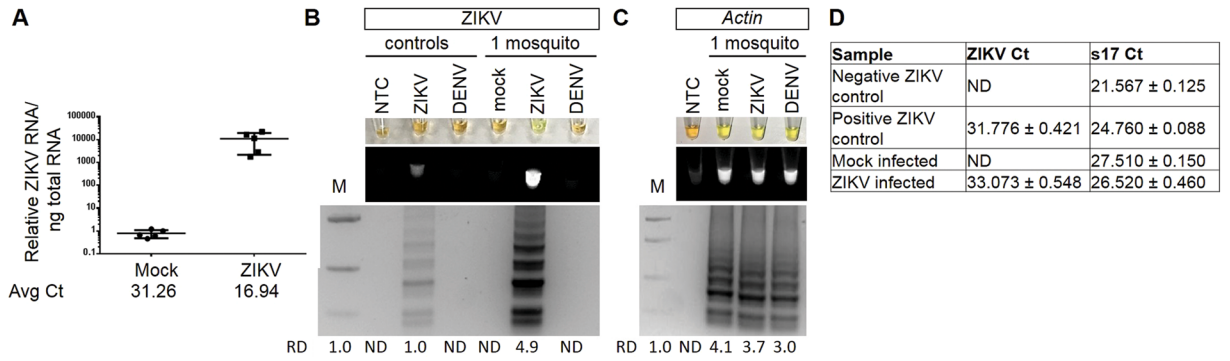 A
Relative ZIKV RNA/
ng total RNA
100000
10000
1000
100
10
1
0.1
Mock ZIKV
Avg Ct 31.26 16.94
B
ZIKV
controls 1 mosquito
NTC ZIKV DENV mock ZIKV DENV
M
RD 1.0 ND 1.0 ND ND 4.9 ND
C
Actin
1 mosquito
NTC mock ZIKV DENV
M
RD 1.0 ND 4.1 3.7 3.0
D
Sample ZIKV Ct s17 Ct
Negative ZIKV
control ND 21.567 ± 0.125
Positive ZIKV
control 31.776 ± 0.421 24.760 ± 0.088
Mock infected ND 27.510 ± 0.150
ZIKV infected 33.073 ± 0.548 26.520 ± 0.460